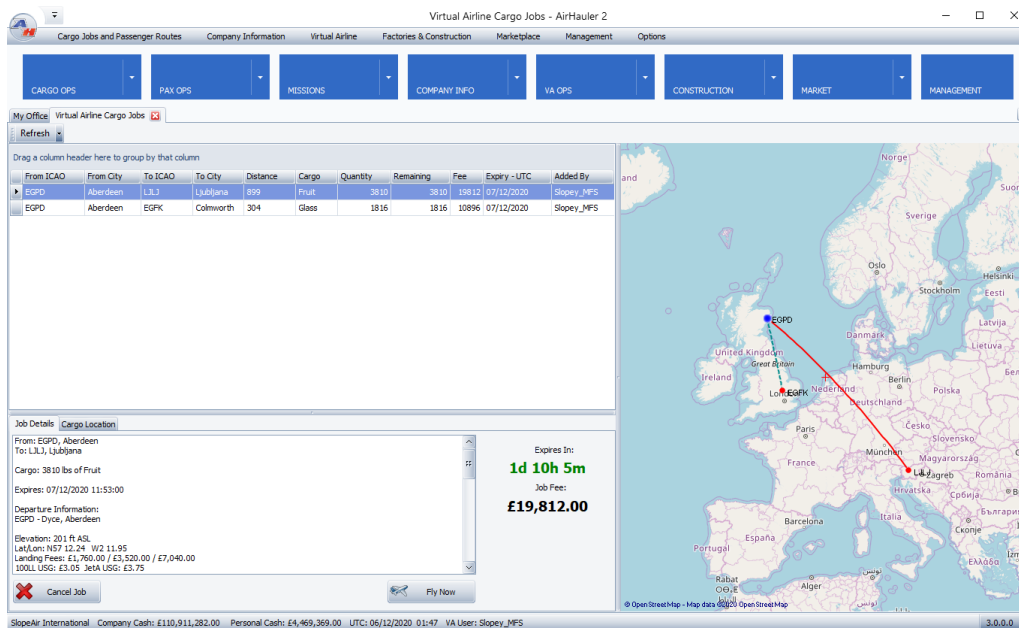 Virtual Airline Cargo Jobs - AirHauler 2
Cargo Jobs and Passenger Routes Company Information Virtual Airline Factories & Construction Marketplace Management Options
CARGO OPS PAX OPS MISSIONS COMPANY INFO VA OPS CONSTRUCTION MARKET MANAGEMENT
My Office Virtual Airline Cargo Jobs
Refresh
Drag a column header here to group by that column
From ICAO From City To ICAO To City Distance Cargo Quantity Remaining Fee Expiry - UTC Added By
EGPD Aberdeen LJLJ Ljubljana 899 Fruit 3810 3810 19812 07/12/2020 Slopey_MFS
EGPD Aberdeen EGFK Colmworth 304 Glass 1816 1816 10896 07/12/2020 Slopey_MFS
Job Details Cargo Location
From: EGPD, Aberdeen
To: LJLJ, Ljubljana
Cargo: 3810 lbs of Fruit
Expires: 07/12/2020 11:53:00
Departure Information:
EGPD - Dyce, Aberdeen
Elevation: 201 ft ASL
Lat/Lon: N57 12.24 W2 11.95
Landing Fees: £1,760.00 / £3,520.00 / £7,040.00
100LL USG: £3.05 JetA USG: £3.75
Expires In:
1d 10h 5m
Job Fee:
£19,812.00
Cancel Job Fly Now
Norge
Sverige
Oslo
Helsinki
Stockholm
Eesti
EGPD
Latvija
Danmark
Lietuva
United Kingdom
Great Britain
Ireland
Hamburg
Berlin
Nederland
Polska
EGFK
Deutschland
Paris
Česko
Slovensko
München
Magyarország
France
LJLJ
Zagreb
România
Hrvatska
Србија
Barcelona
Italia
Скопје
España
Portugal
Ελλάδα
تونس
Rabat
Alger
© OpenStreetMap - Map data ©2020 OpenStreetMap
SlopeAir International Company Cash: £110,911,282.00 Personal Cash: £4,469,369.00 UTC: 06/12/2020 01:47 VA User: Slopey_MFS 3.0.0.0